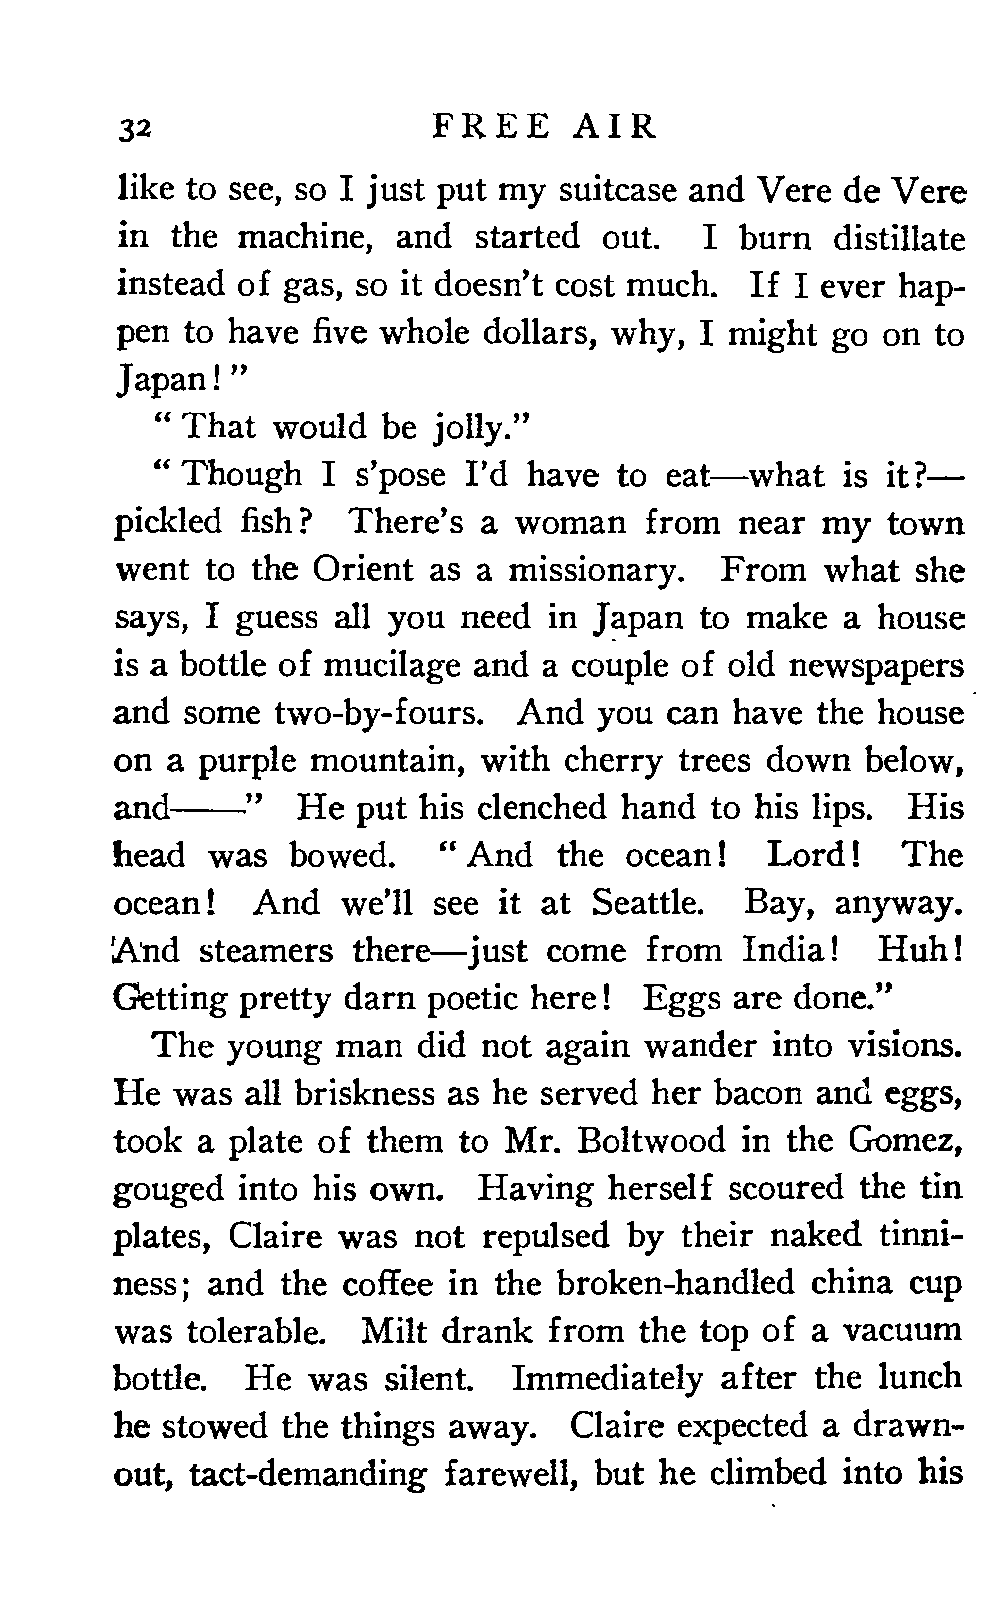 32 FREE AIR
like to see, so I just put my suitcase and Vere de Vere
in the machine, and started out. I burn distillate
instead of gas, so it doesn't cost much. If I ever hap-
pen to have five whole dollars, why, I might go on to
Japan!"
"That would be jolly."
"Though I s'pose I'd have to eat—what is it?—
pickled fish? There's a woman from near my town
went to the Orient as a missionary. From what she
says, I guess all you need in Japan to make a house
is a bottle of mucilage and a couple of old newspapers
and some two-by-fours. And you can have the house
on a purple mountain, with cherry trees down below,
and——" He put his clenched hand to his lips. His
head was bowed. "And the ocean! Lord! The
ocean! And we'll see it at Seattle. Bay, anyway.
And steamers there—just come from India! Huh!
Getting pretty darn poetic here! Eggs are done."
The young man did not again wander into visions.
He was all briskness as he served her bacon and eggs,
took a plate of them to Mr. Boltwood in the Gomez,
gouged into his own. Having herself scoured the tin
plates, Claire was not repulsed by their naked tinni-
ness; and the coffee in the broken-handled china cup
was tolerable. Milt drank from the top of a vacuum
bottle. He was silent. Immediately after the lunch
he stowed the things away. Claire expected a drawn-
out, tact-demanding farewell, but he climbed into his